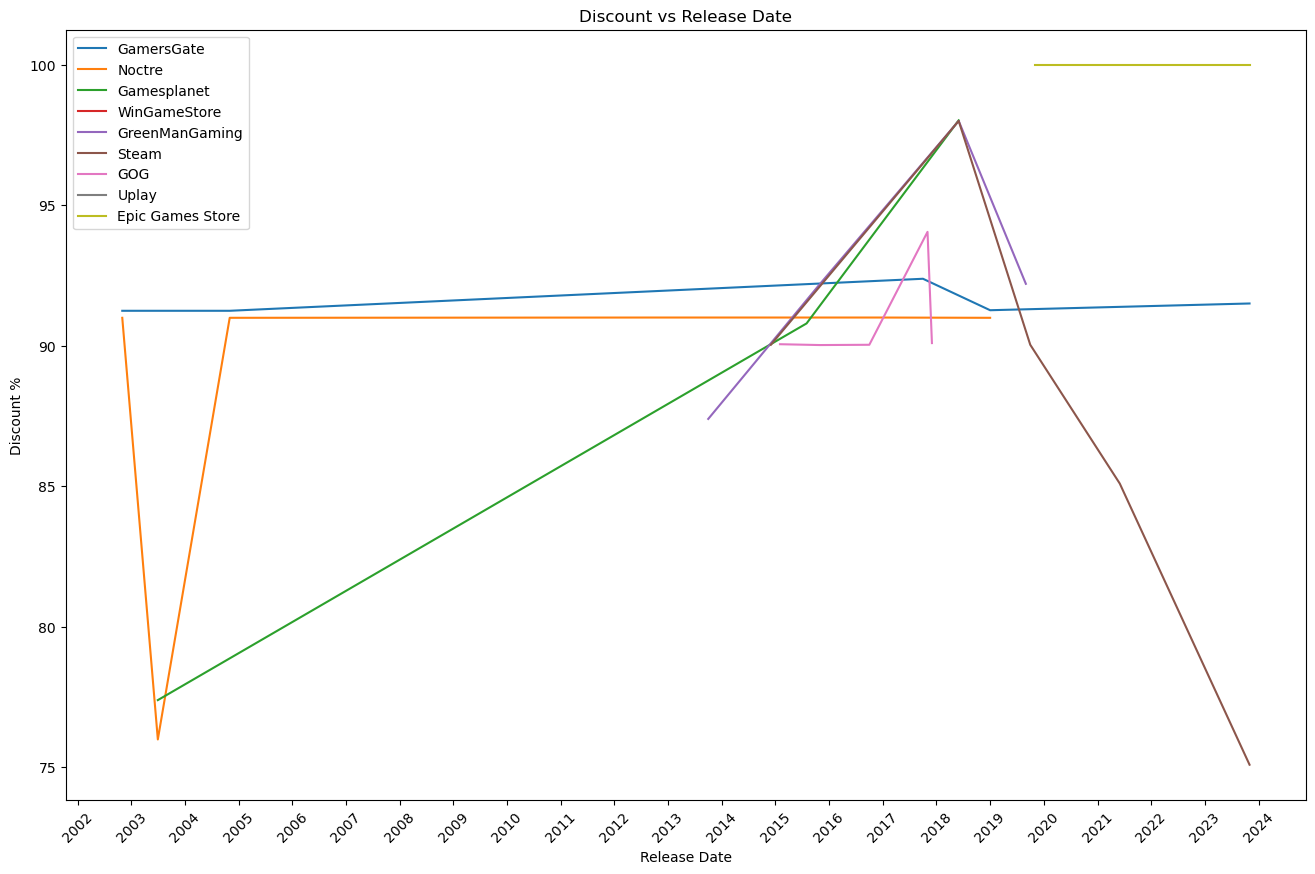 Discount vs Release Date
GamersGate
Noctre
Gamesplanet
WinGameStore
GreenManGaming
Steam
GOG
Uplay
Epic Games Store
Discount %
100
95
90
85
80
75
2002 2003 2004 2005 2006 2007 2008 2009 2010 2011 2012 2013 2014 2015 2016 2017 2018 2019 2020 2021 2022 2023 2024
Release Date